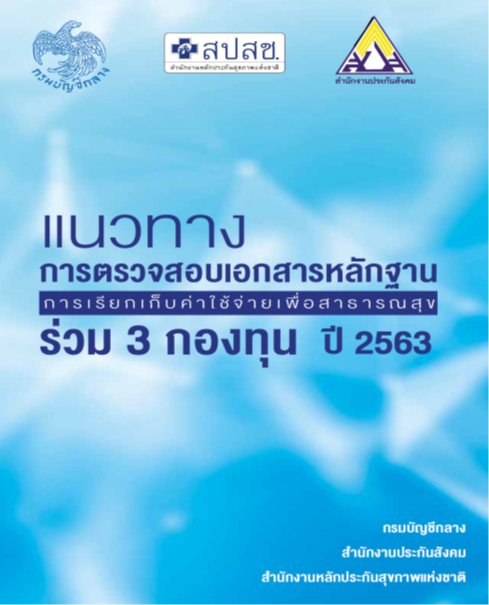 กรมบัญชีกลาง
สปสช.
สำนักงานหลักประกันสุขภาพแห่งชาติ
สำนักงานประกันสังคม
แนวทาง
การตรวจสอบเอกสารหลักฐาน
การเรียกเก็บค่าใช้จ่ายเพื่อสาธารณสุข
ร่วม 3 กองทุน ปี 2563
กรมบัญชีกลาง
สำนักงานประกันสังคม
สำนักงานหลักประกันสุขภาพแห่งชาติ